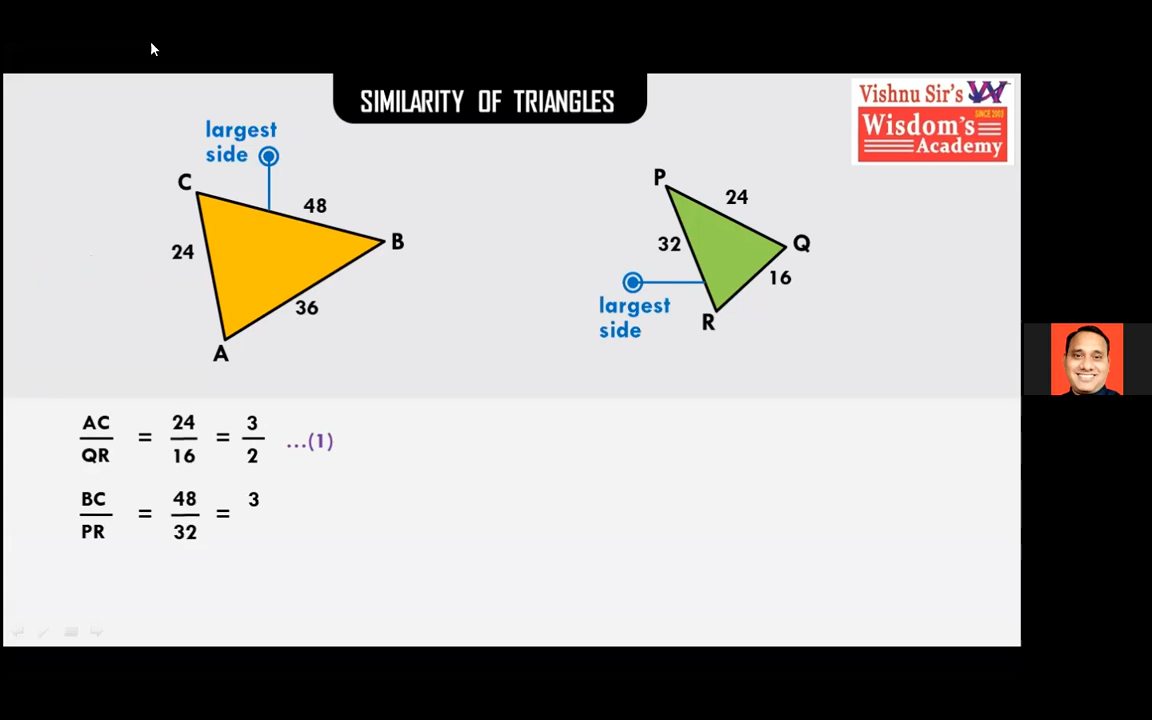 SIMILARITY OF TRIANGLES
Vishnu Sir's
SINCE 2003
Wisdom's
Academy
largest
side
C
48
B
24
36
A
P
24
32
Q
16
largest
side
R
AC/QR = 24/16 = 3/2 ...(1)
BC/PR = 48/32 = 3